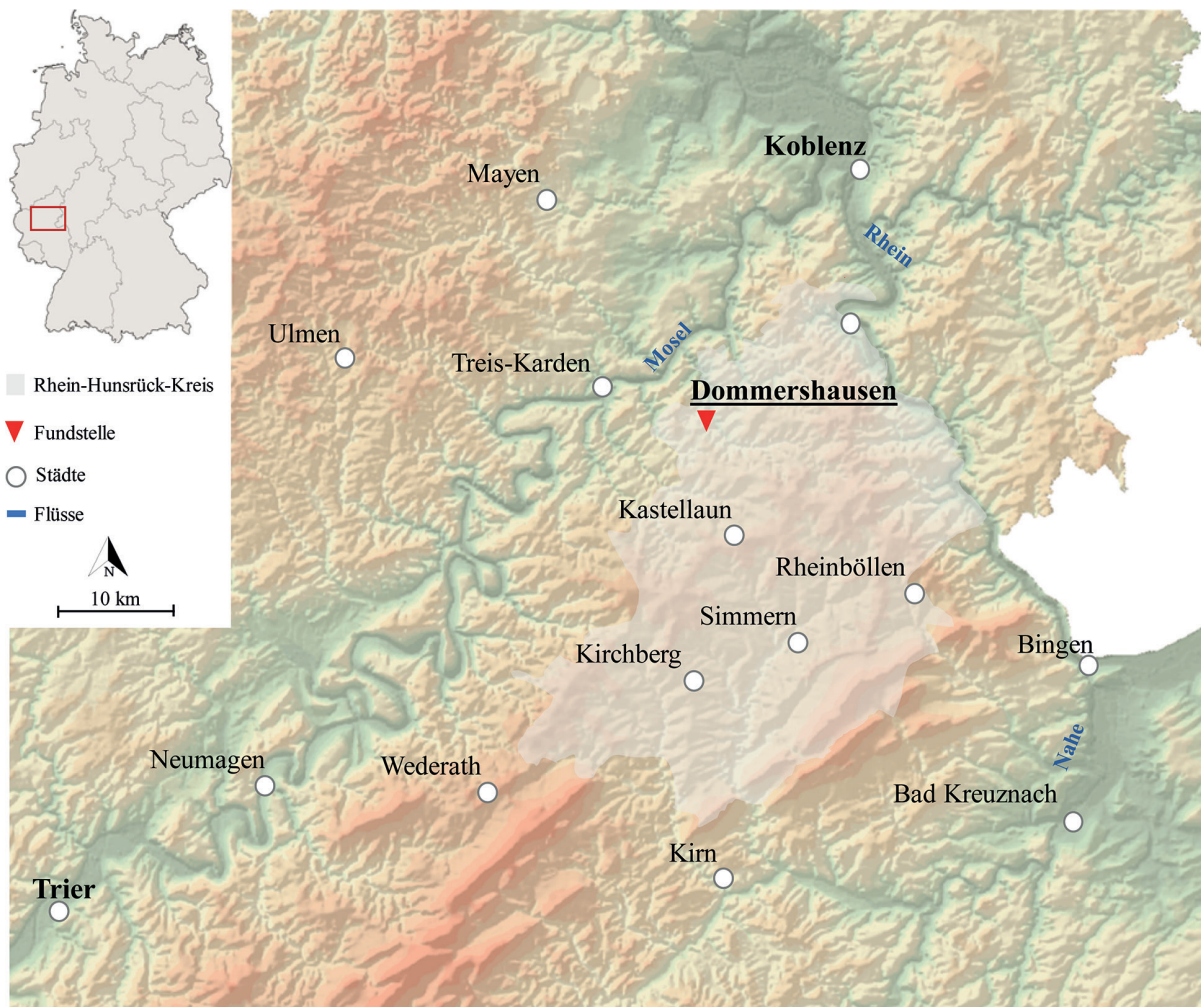 Koblenz
Mayen
Rhein
Mosel
Ulmen
Treis-Karden
Dommershausen
Rhein-Hunsrück-Kreis
Fundstelle
Städte
Flüsse
N
10 km
Kastellaun
Rheinböllen
Simmern
Kirchberg
Bingen
Nahe
Neumagen
Wederath
Bad Kreuznach
Kirn
Trier